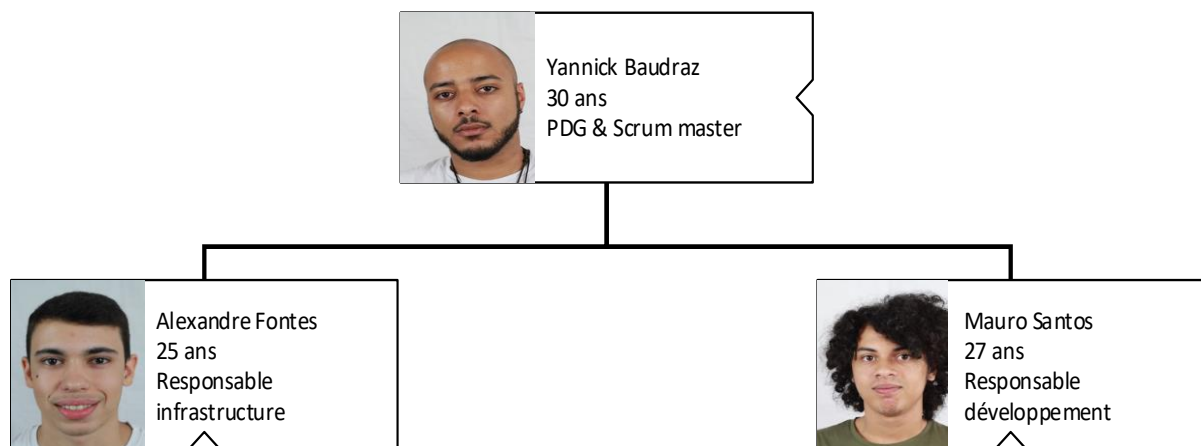 Yannick Baudraz
30 ans
PDG & Scrum master
Alexandre Fontes
25 ans
Responsable
infrastructure
Mauro Santos
27 ans
Responsable
développement